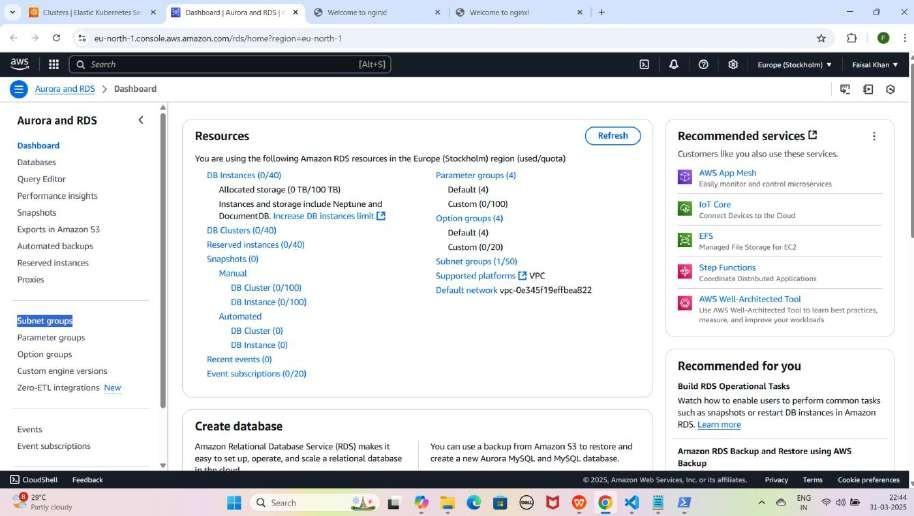 Clusters | Elastic Kubernetes Ser
Dashboard | Aurora and RDS |
Welcome to nginx!
Welcome to nginx!
eu-north-1.console.aws.amazon.com/rds/home?region=eu-north-1
F
aws
Search
[Alt+S]
Europe (Stockholm)
Faisal Khan
Aurora and RDS
Dashboard
Aurora and RDS
Dashboard
Databases
Query Editor
Performance insights
Snapshots
Exports in Amazon S3
Automated backups
Reserved instances
Proxies
Subnet groups
Parameter groups
Option groups
Custom engine versions
Zero-ETL integrations New
Events
Event subscriptions
Resources
Refresh
You are using the following Amazon RDS resources in the Europe (Stockholm) region (used/quota)
DB Instances (0/40)
Allocated storage (0 TB/100 TB)
Instances and storage include Neptune and
DocumentDB. Increase DB instances limit
DB Clusters (0/40)
Reserved instances (0/40)
Snapshots (0)
Manual
DB Cluster (0/100)
DB Instance (0/100)
Automated
DB Cluster (0)
DB Instance (0)
Recent events (0)
Event subscriptions (0/20)
Parameter groups (4)
Default (4)
Custom (0/100)
Option groups (4)
Default (4)
Custom (0/20)
Subnet groups (1/50)
Supported platforms VPC
Default network vpc-0e345f19effbea822
Create database
Amazon Relational Database Service (RDS) makes it
easy to set up, operate, and scale a relational database
in the cloud.
You can use a backup from Amazon S3 to restore and
create a new Aurora MySQL and MySQL database.
Recommended services
Customers like you also use these services.
AWS App Mesh
Easily monitor and control microservices
IoT Core
Connect Devices to the Cloud
EFS
Managed File Storage for EC2
Step Functions
Coordinate Distributed Applications
AWS Well-Architected Tool
Use AWS Well-Architected Tool to learn best practices,
measure, and improve your workloads
Recommended for you
Build RDS Operational Tasks
Watch how to enable users to perform common tasks
such as snapshots or restart DB instances in Amazon
RDS. Learn more
Amazon RDS Backup and Restore using AWS
Backup
CloudShell
Feedback
© 2025, Amazon Web Services, Inc. or its affiliates.
Privacy
Terms
Cookie preferences
8
29°C
Partly cloudy
Search
DELL
ENG
IN
22:44
31-03-2025